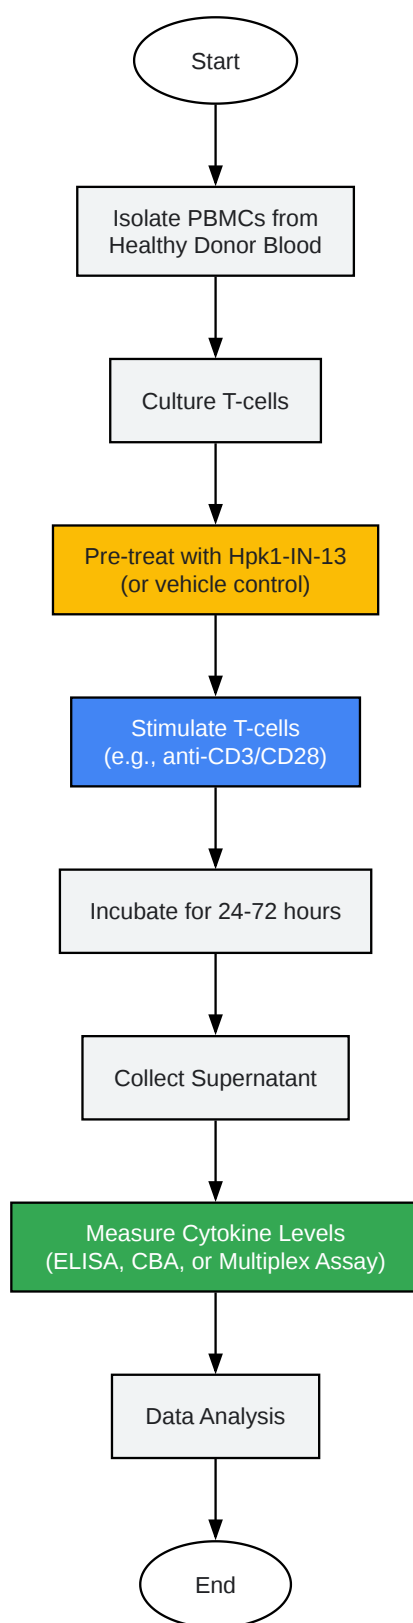 Start
Isolate PBMCs from
Healthy Donor Blood
Culture T-cells
Pre-treat with Hpk1-IN-13
(or vehicle control)
Stimulate T-cells
(e.g., anti-CD3/CD28)
Incubate for 24-72 hours
Collect Supernatant
Measure Cytokine Levels
(ELISA, CBA, or Multiplex Assay)
Data Analysis
End